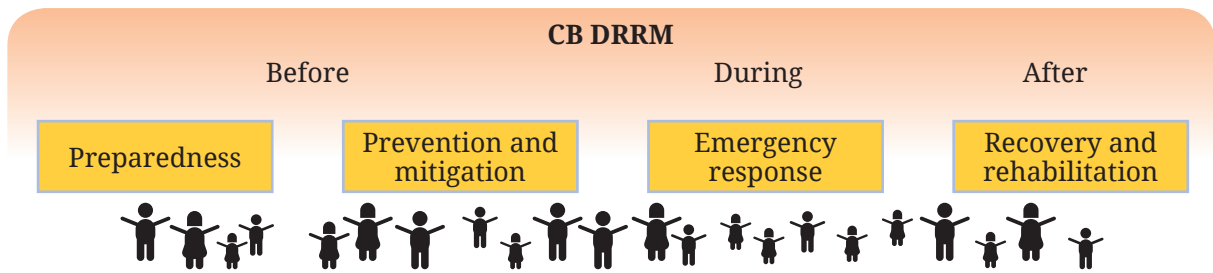 CB DRRM
Before During After
Preparedness
Prevention and
mitigation
Emergency
response
Recovery and
rehabilitation